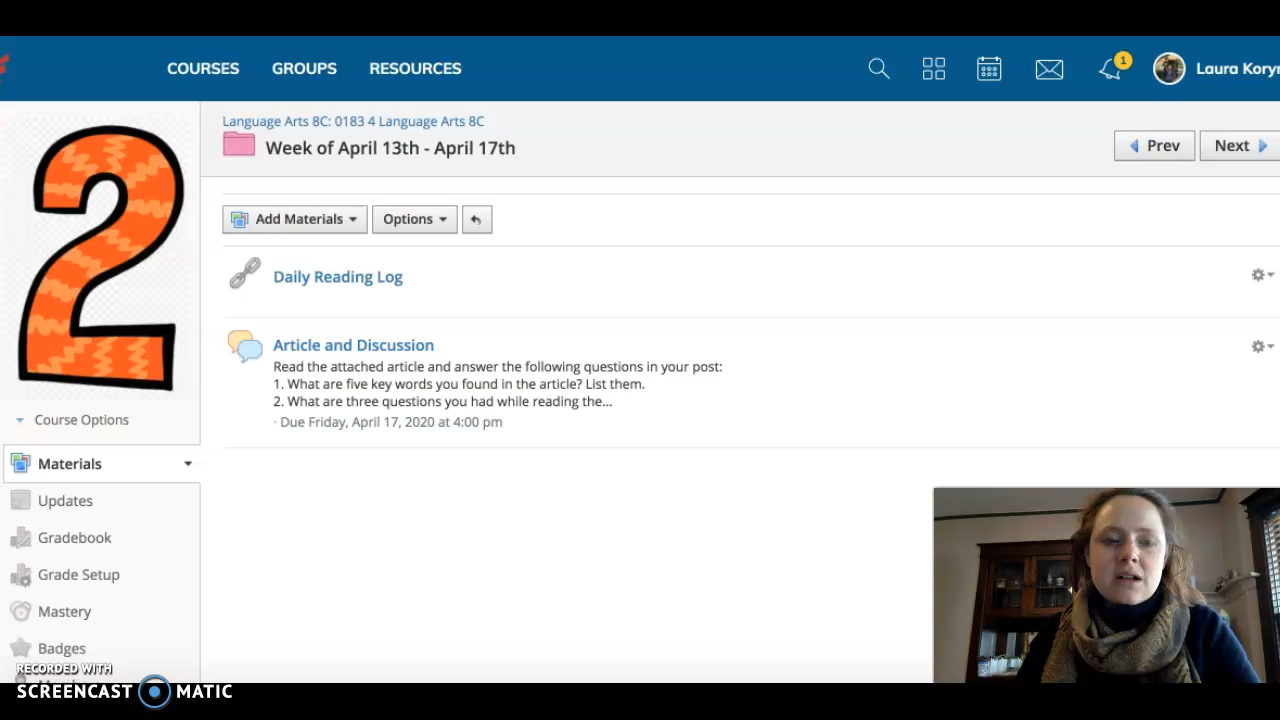 COURSES GROUPS RESOURCES
1
Laura Kory
Language Arts 8C: 0183 4 Language Arts 8C
Week of April 13th - April 17th
Prev Next
2
Add Materials Options
Daily Reading Log
Article and Discussion
Read the attached article and answer the following questions in your post:
1. What are five key words you found in the article? List them.
2. What are three questions you had while reading the...
· Due Friday, April 17, 2020 at 4:00 pm
Course Options
Materials
Updates
Gradebook
Grade Setup
Mastery
Badges
RECORDED WITH
SCREENCAST MATIC